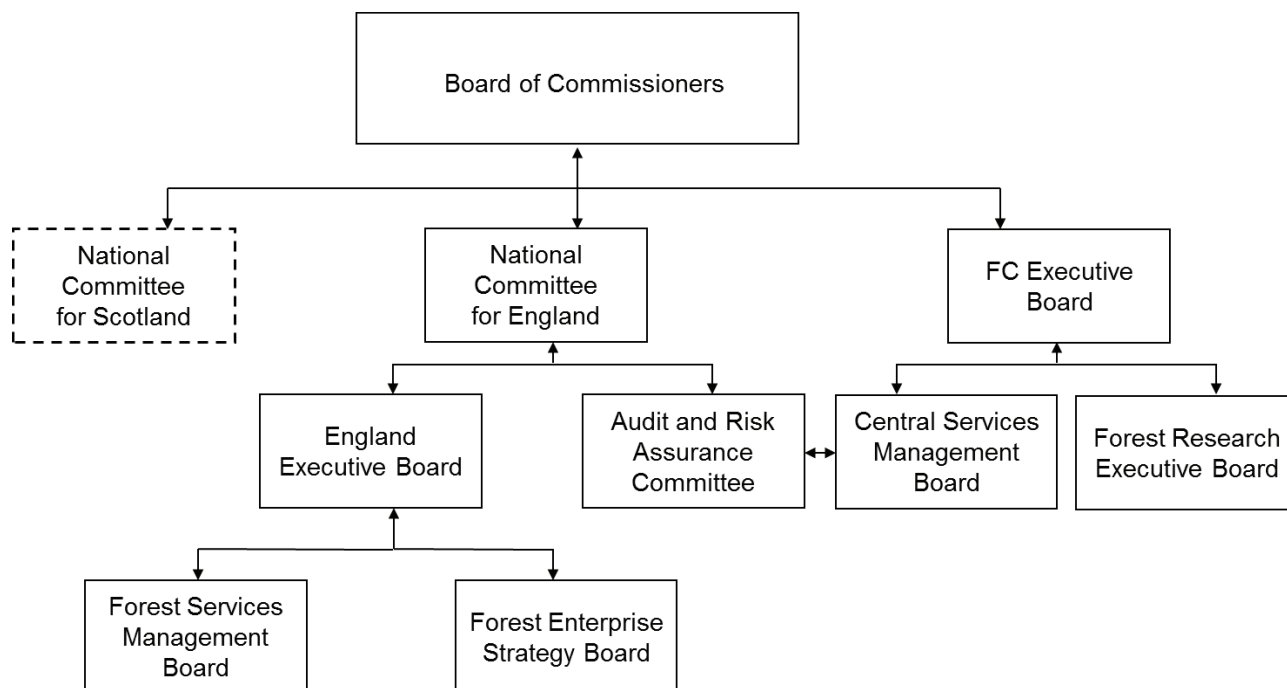 Board of Commissioners
National
Committee
for Scotland
National
Committee
for England
FC Executive
Board
England
Executive Board
Audit and Risk
Assurance
Committee
Central Services
Management
Board
Forest Research
Executive Board
Forest Services
Management
Board
Forest Enterprise
Strategy Board